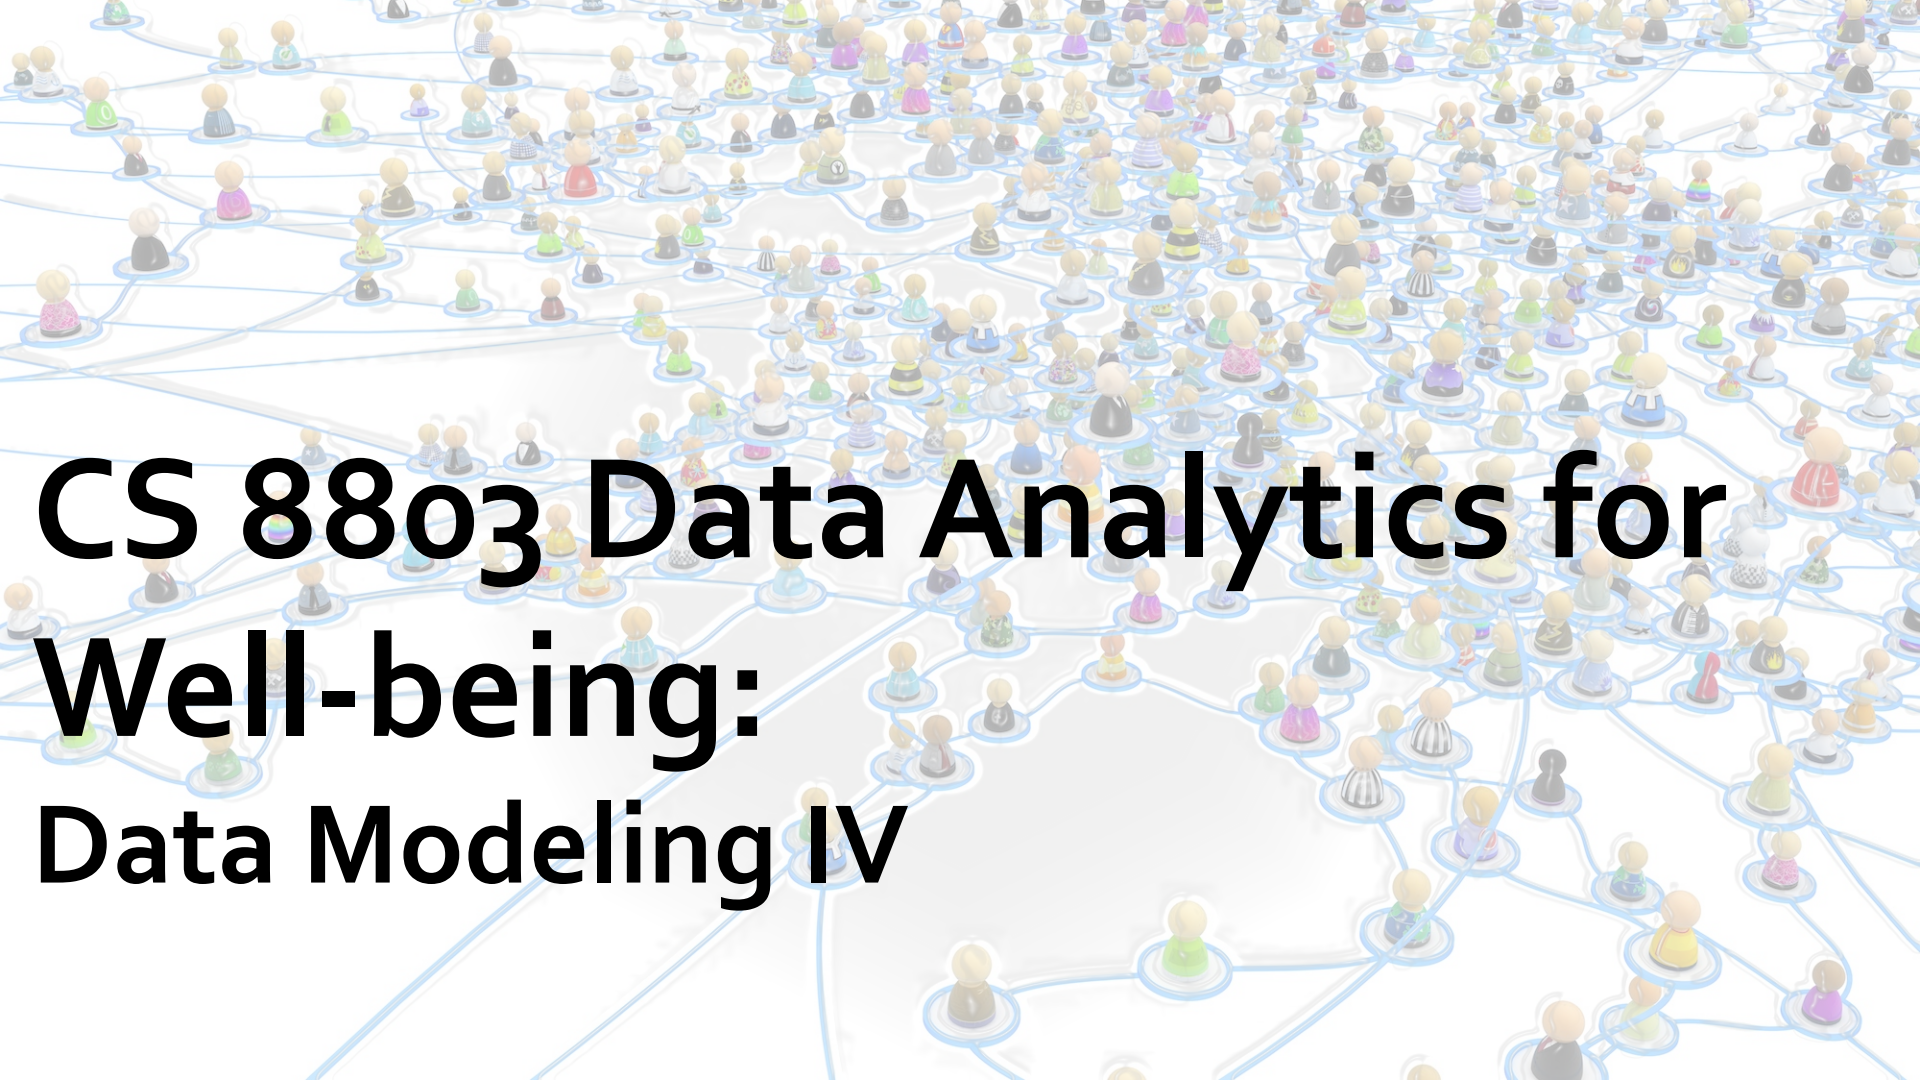 CS 8803 Data Analytics for
Well-being:
Data Modeling IV